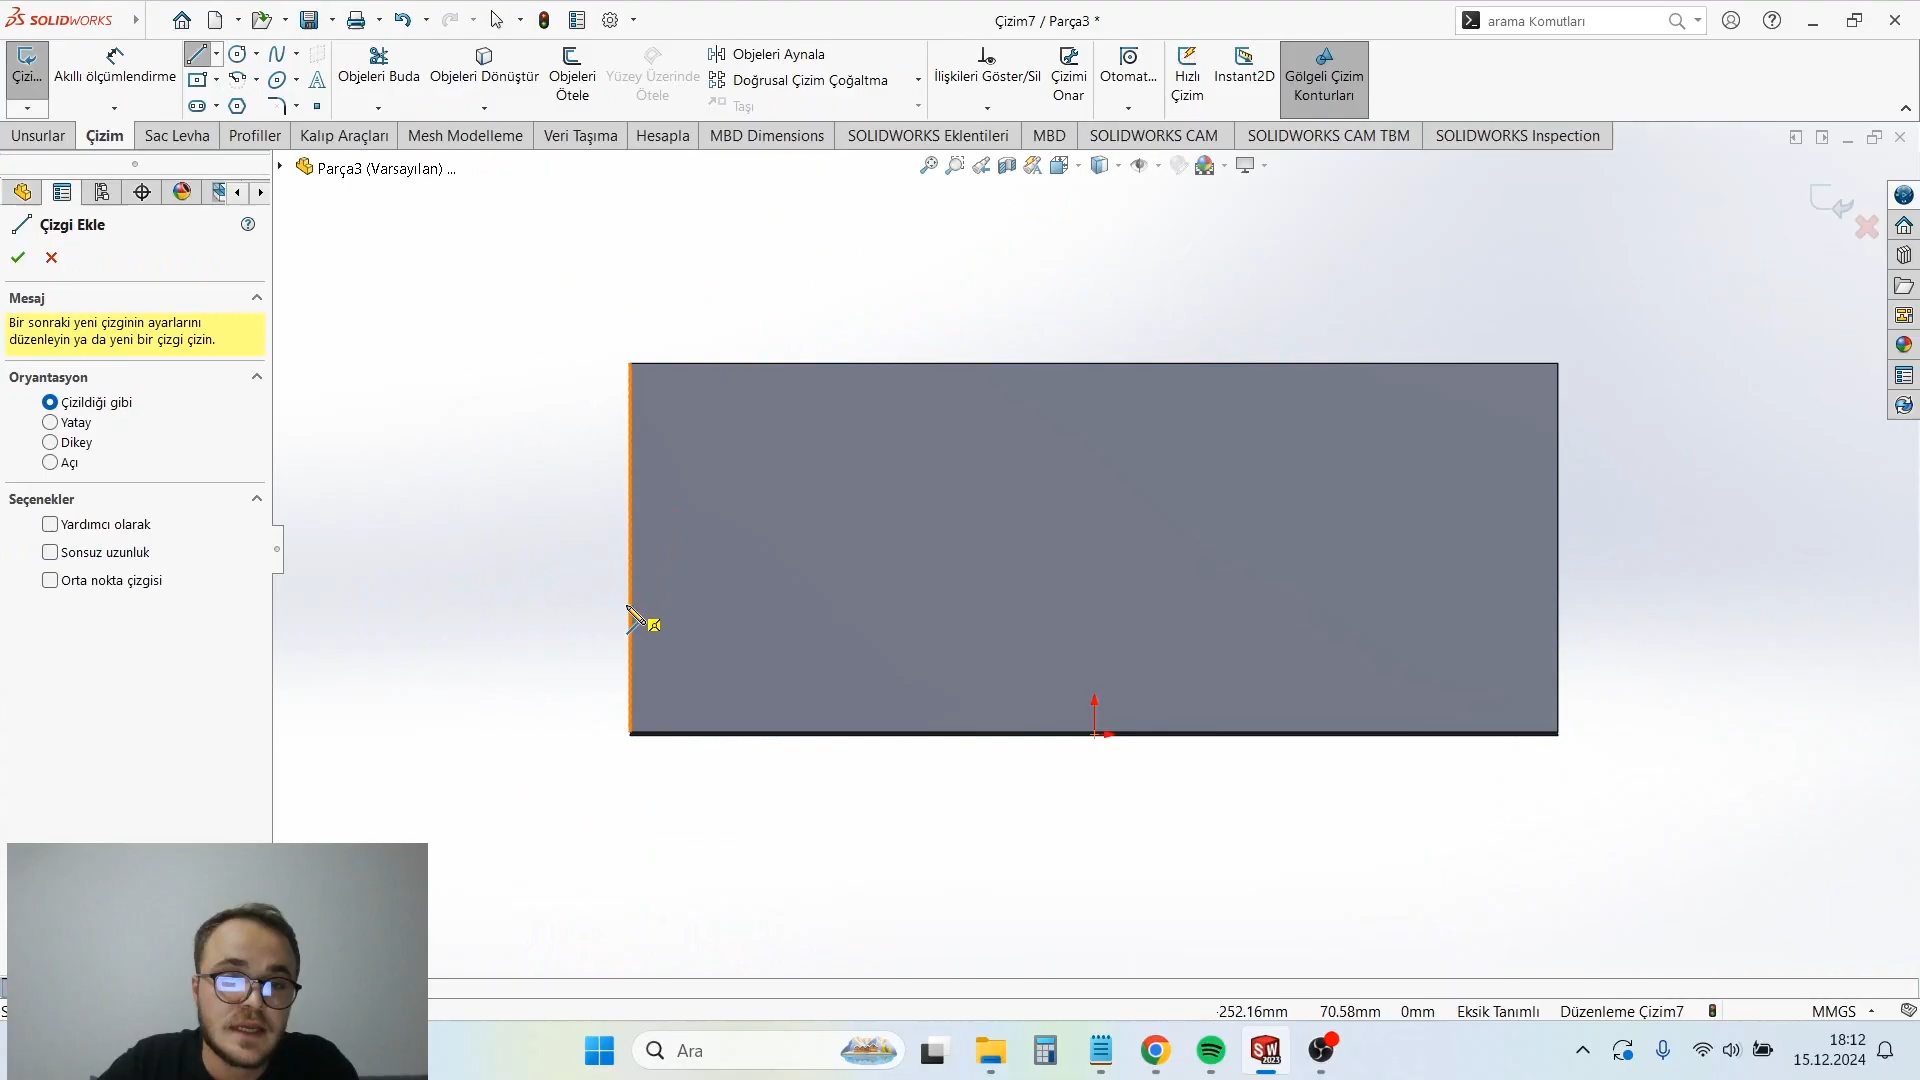 SOLIDWORKS
Çizim7 / Parça3 *
arama Komutları
Çizi...
Akıllı ölçümlendirme
Objeleri Buda
Objeleri Dönüştür
Objeleri
Ötele
Yüzey Üzerinde
Ötele
Objeleri Aynala
Doğrusal Çizim Çoğaltma
Taşı
İlişkileri Göster/Sil
Çizimi
Onar
Otomat...
Hızlı
Çizim
Instant2D
Gölgeli Çizim
Konturları
Unsurlar
Çizim
Sac Levha
Profiller
Kalıp Araçları
Mesh Modelleme
Veri Taşıma
Hesapla
MBD Dimensions
SOLIDWORKS Eklentileri
MBD
SOLIDWORKS CAM
SOLIDWORKS CAM TBM
SOLIDWORKS Inspection
Parça3 (Varsayılan) ...
Çizgi Ekle
Mesaj
Bir sonraki yeni çizginin ayarlarını
düzenleyin ya da yeni bir çizgi çizin.
Oryantasyon
Çizildiği gibi
Yatay
Dikey
Açı
Seçenekler
Yardımcı olarak
Sonsuz uzunluk
Orta nokta çizgisi
-252.16mm
70.58mm
0mm
Eksik Tanımlı
Düzenleme Çizim7
MMGS
Ara
SW
2023
18:12
15.12.2024